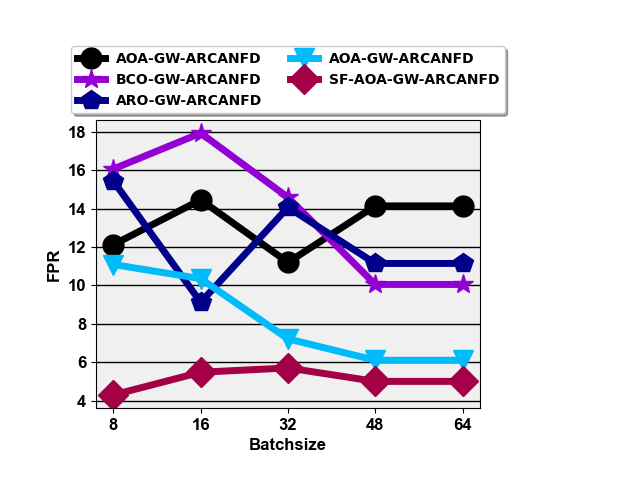 AOA-GW-ARCANFD
BCO-GW-ARCANFD
ARO-GW-ARCANFD
AOA-GW-ARCANFD
SF-AOA-GW-ARCANFD
18
16
14
12
10
8
6
4
FPR
8 16 32 48 64
Batchsize